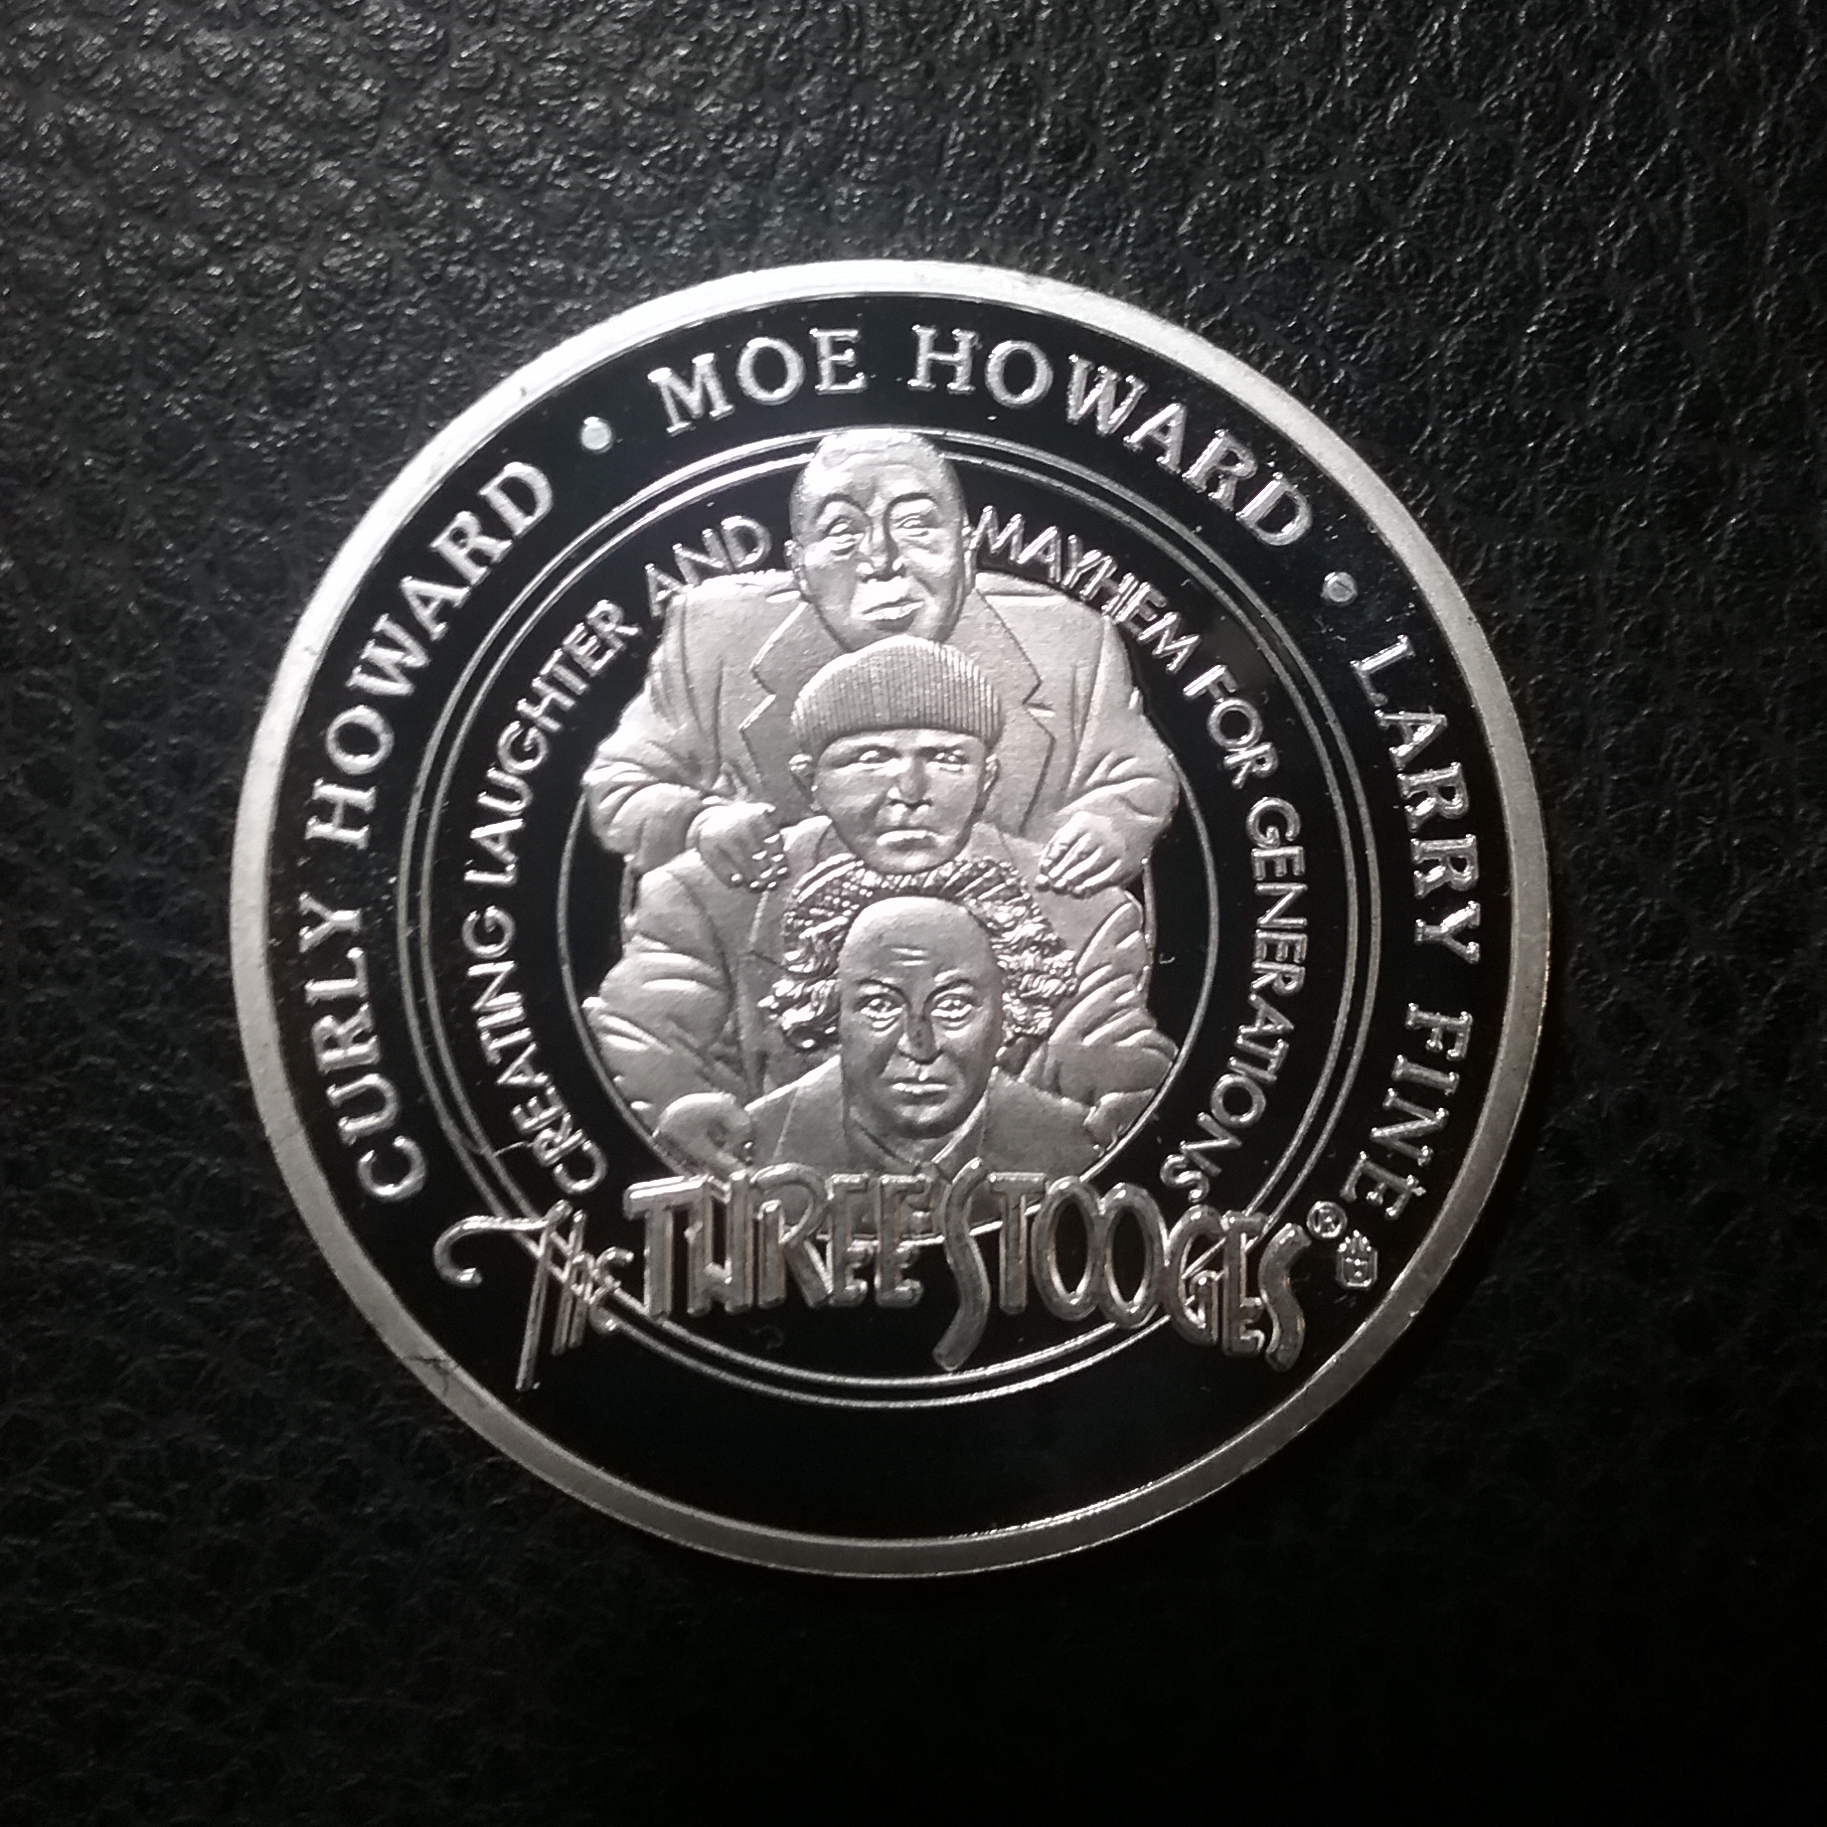 CURLY HOWARD • MOE HOWARD • LARRY FINE
CREATING LAUGHTER AND MAYHEM FOR GENERATIONS
The THREE STOOGES®